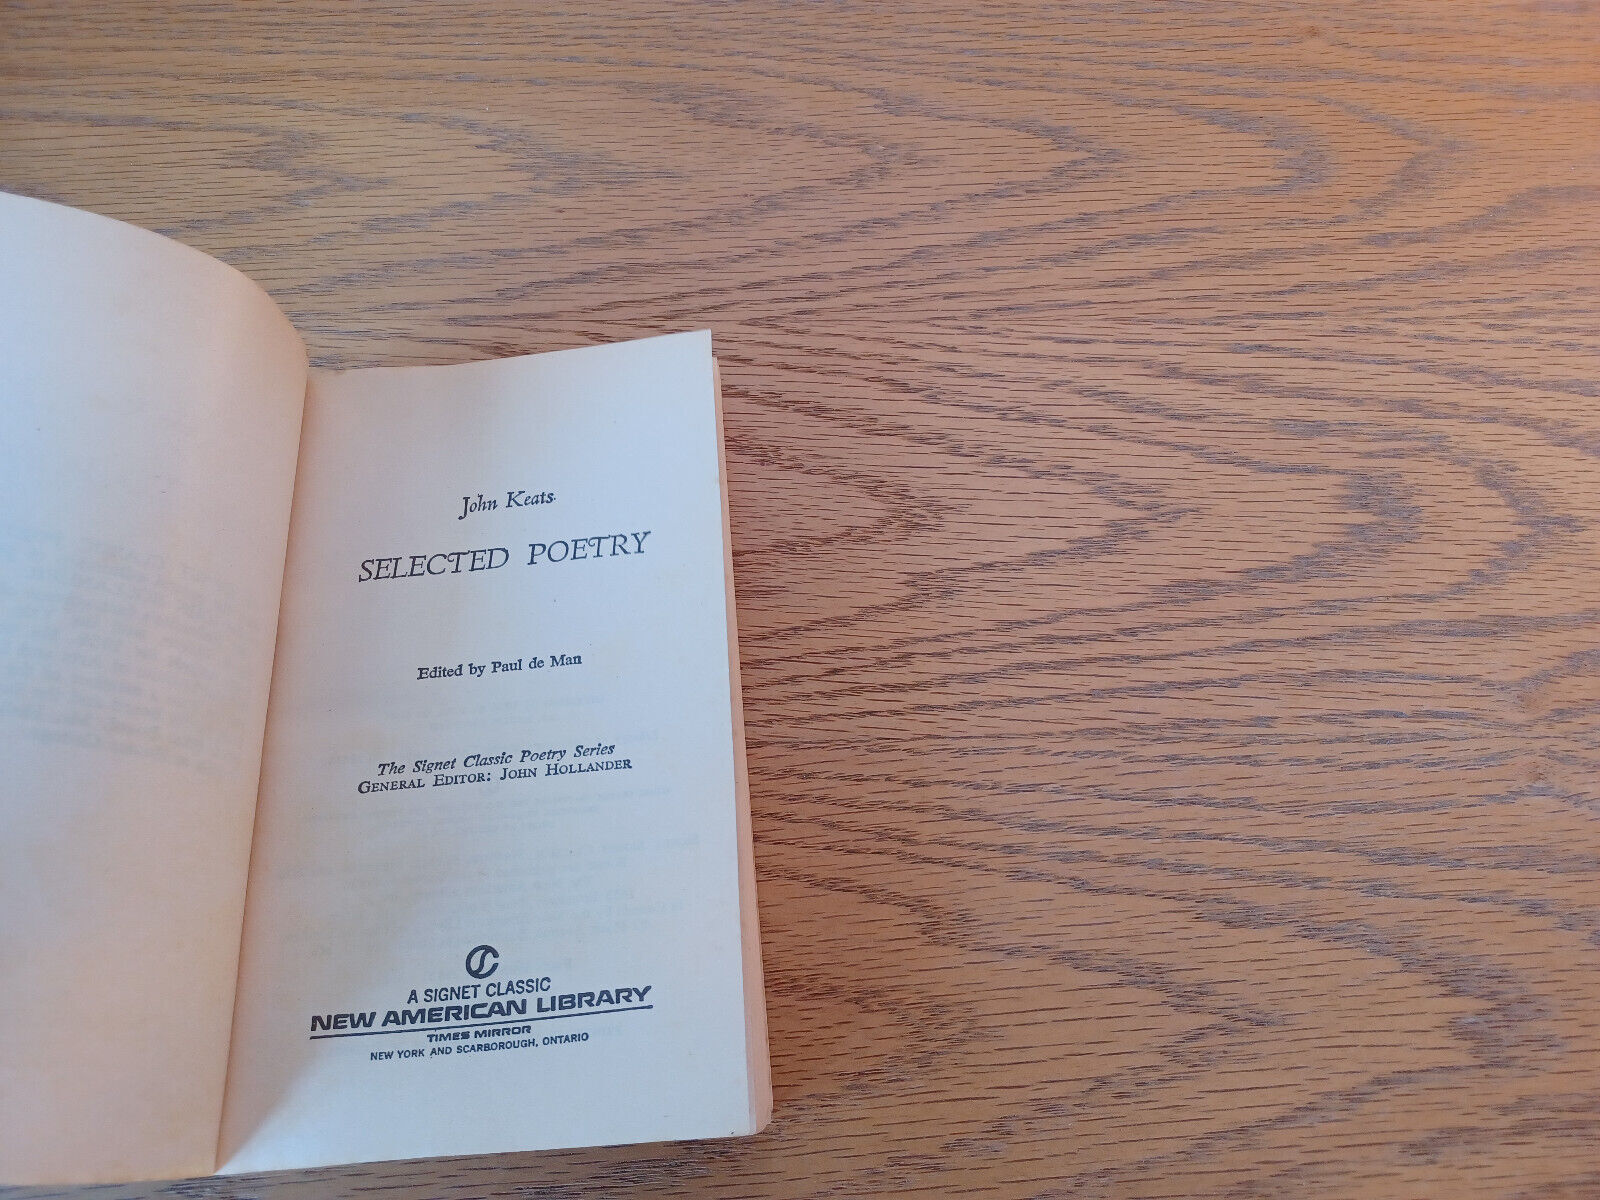 John Keats
SELECTED POETRY
Edited by Paul de Man
The Signet Classic Poetry Series
GENERAL EDITOR: JOHN HOLLANDER
A SIGNET CLASSIC
NEW AMERICAN LIBRARY
TIMES MIRROR
NEW YORK AND SCARBOROUGH, ONTARIO